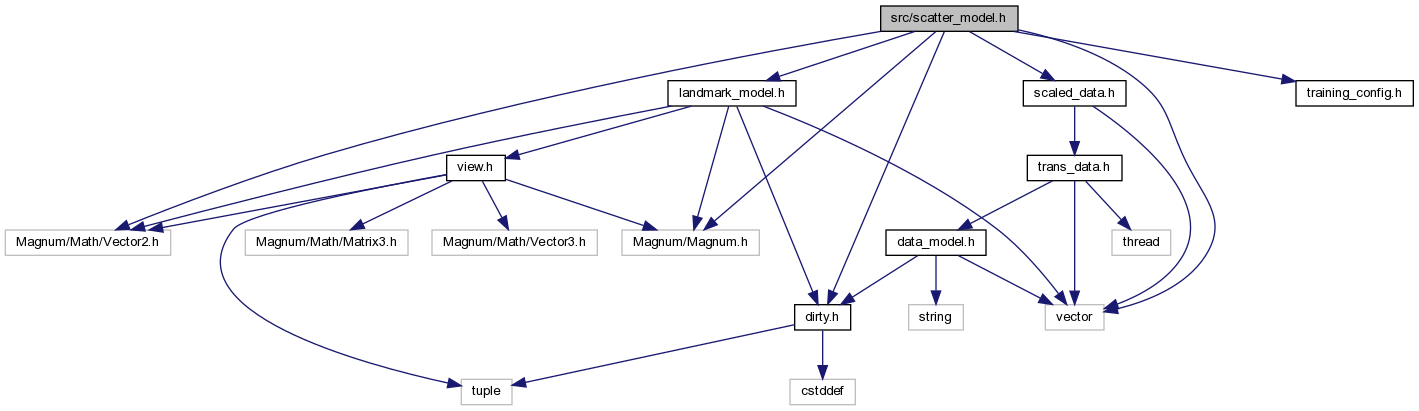 src/scatter_model.h
landmark_model.h
scaled_data.h
training_config.h
view.h
trans_data.h
Magnum/Math/Vector2.h
Magnum/Math/Matrix3.h
Magnum/Math/Vector3.h
Magnum/Magnum.h
data_model.h
thread
dirty.h
string
vector
tuple
cstddef